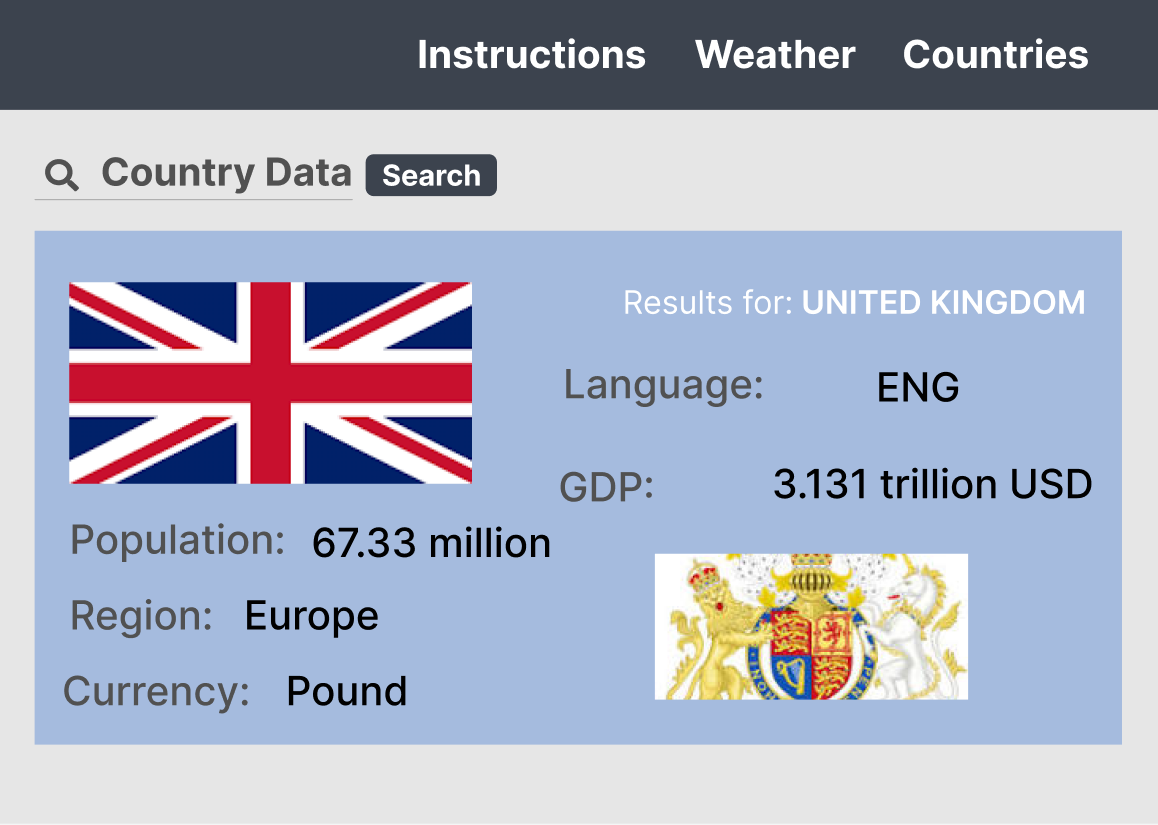 Instructions Weather Countries
Country Data Search
Results for: UNITED KINGDOM
Language: ENG
GDP: 3.131 trillion USD
Population: 67.33 million
Region: Europe
Currency: Pound